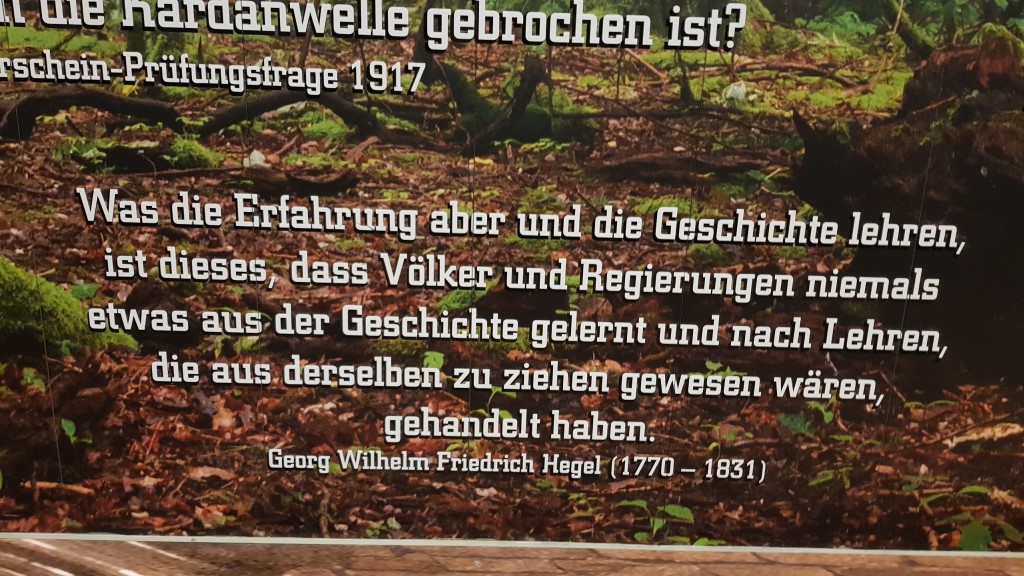 die Kardanwelle gebrochen ist?
rschein-Prüfungsfrage 1917
Was die Erfahrung aber und die Geschichte lehren,
ist dieses, dass Völker und Regierungen niemals
etwas aus der Geschichte gelernt und nach Lehren,
die aus derselben zu ziehen gewesen wären,
gehandelt haben.
Georg Wilhelm Friedrich Hegel (1770 – 1831)